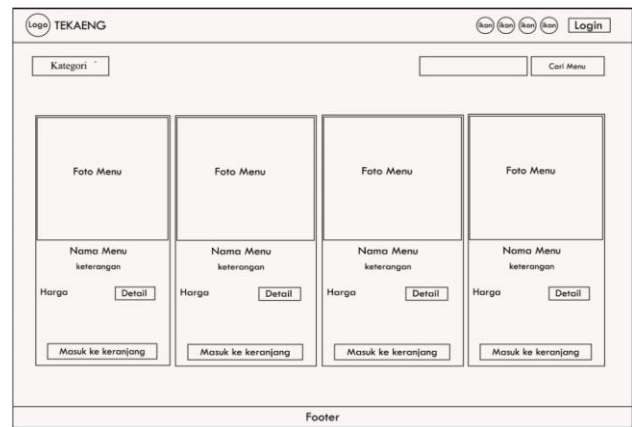 Logo TEKAENG Ikon Ikon Ikon Ikon Login
Kategori Cari Menu
Foto Menu Foto Menu Foto Menu Foto Menu
Nama Menu Nama Menu Nama Menu Nama Menu
keterangan keterangan keterangan keterangan
Harga Detail Harga Detail Harga Detail Harga Detail
Masuk ke keranjang Masuk ke keranjang Masuk ke keranjang Masuk ke keranjang
Footer